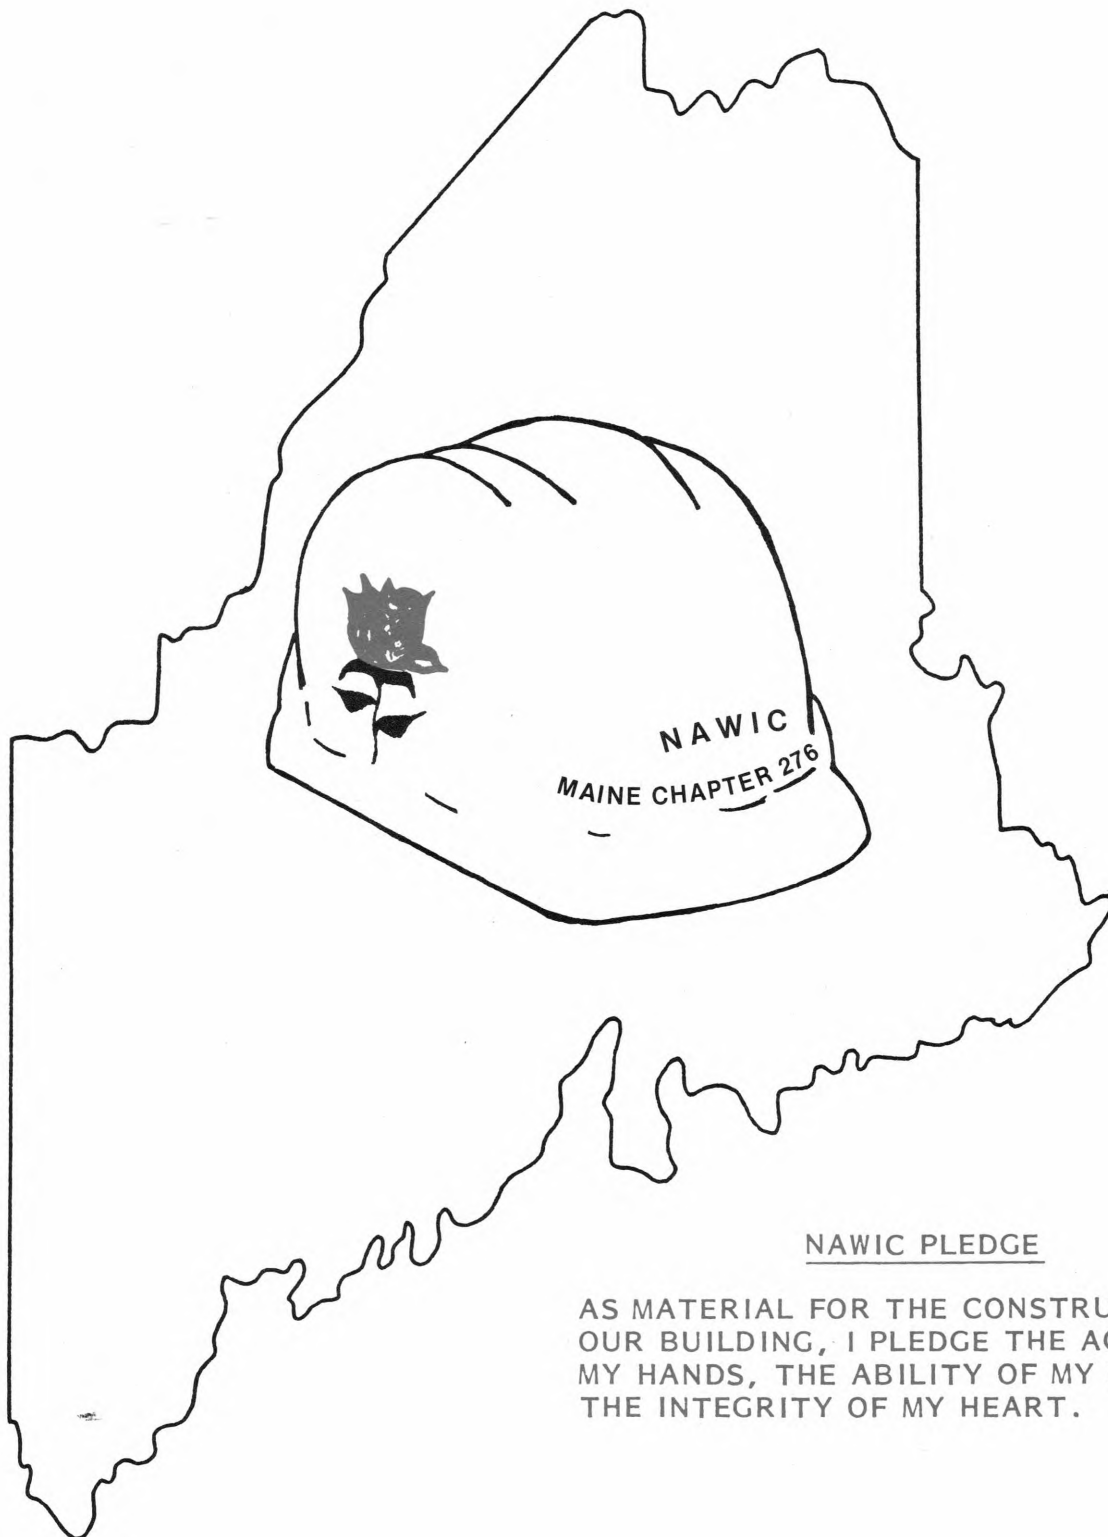 NAWIC
MAINE CHAPTER 276
NAWIC PLEDGE
AS MATERIAL FOR THE
OUR BUILDING, I PLEDGE THE
MY HANDS, THE ABILITY OF MY
THE INTEGRITY OF MY HEART.